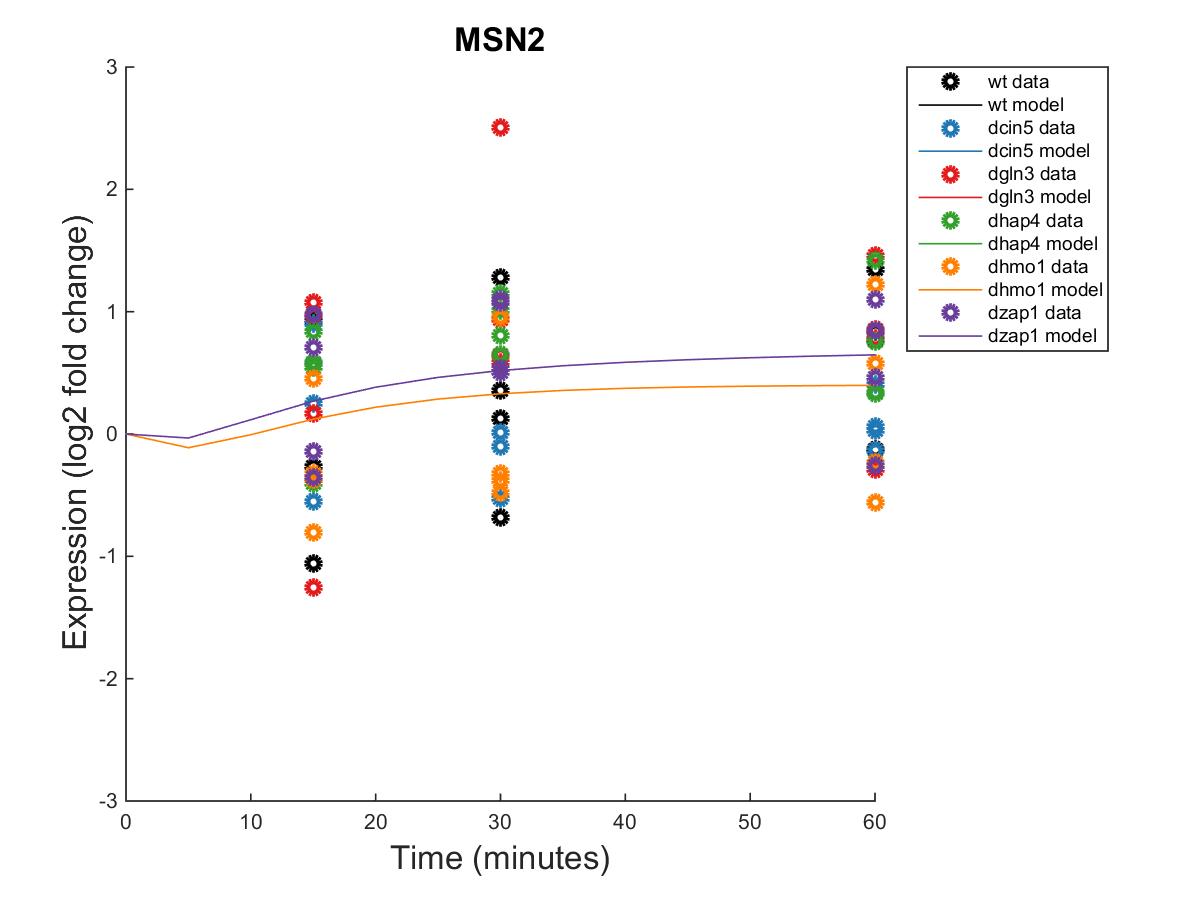 MSN2
Expression (log2 fold change)
3
2
1
0
-1
-2
-3
0 10 20 30 40 50 60
Time (minutes)
wt data
wt model
dcin5 data
dcin5 model
dgln3 data
dgln3 model
dhap4 data
dhap4 model
dhmo1 data
dhmo1 model
dzap1 data
dzap1 model